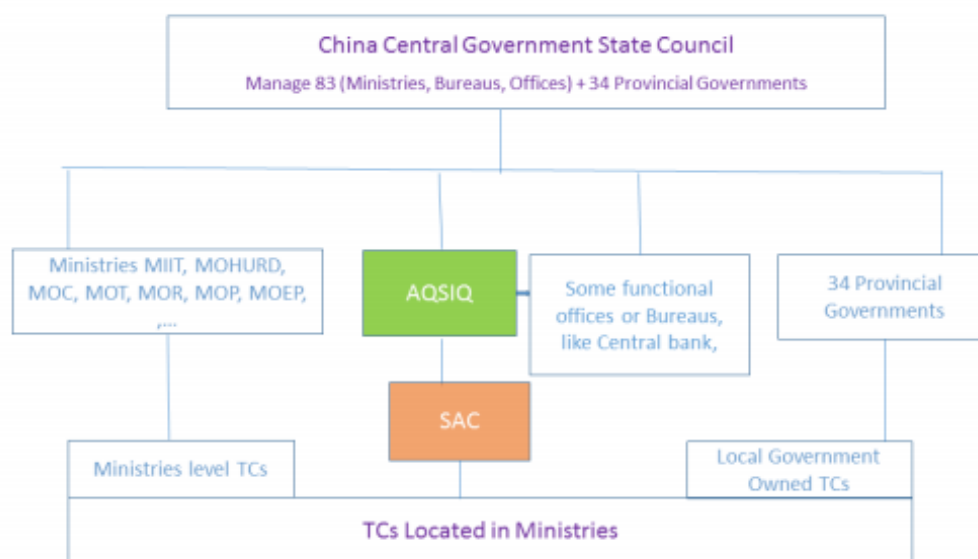 China Central Government State Council
Manage 83 (Ministries, Bureaus, Offices) + 34 Provincial Governments
Ministries MIIT, MOHURD,
MOC, MOT, MOR, MOP, MOEP,
,...
AQSIQ
Some functional
offices or Bureaus,
like Central bank,
34 Provincial
Governments
SAC
Ministries level TCs
Local Government
Owned TCs
TCs Located in Ministries